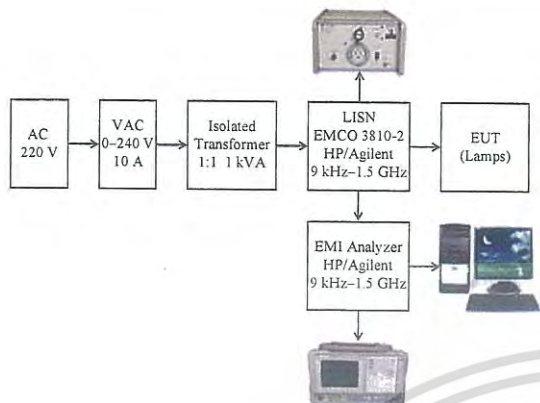 AC
220 V
VAC
0–240 V
10 A
Isolated
Transformer
1:1 1 kVA
LISN
EMCO 3810-2
HP/Agilent
9 kHz–1.5 GHz
EUT
(Lamps)
EMI Analyzer
HP/Agilent
9 kHz–1.5 GHz